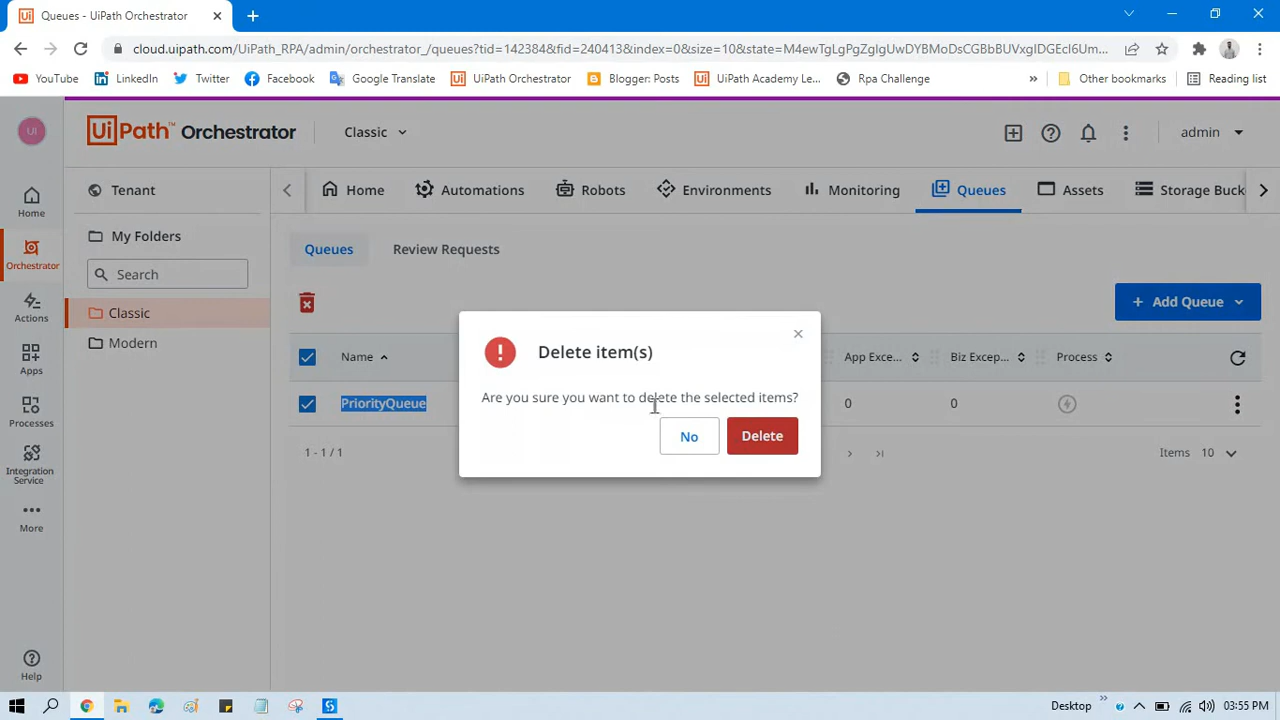 Queues - UiPath Orchestrator
cloud.uipath.com/UiPath_RPA/admin/orchestrator_/queues?tid=142384&fid=240413&index=0&size=10&state=M4ewTgLgPgZglgUwDYBMoDsCGBbBUVxglDGEcl6Um...
YouTube LinkedIn Twitter Facebook Google Translate UiPath Orchestrator Blogger: Posts UiPath Academy Le... Rpa Challenge » Other bookmarks Reading list
UI UiPath™ Orchestrator Classic admin
Tenant Home Automations Robots Environments Monitoring Queues Assets Storage Buck
Home
My Folders
Queues Review Requests
Search
Orchestrator
Classic
Add Queue
Actions
Modern
Name App Exce... Biz Excep... Process
Apps
PriorityQueue 0 0
Processes
1 - 1 / 1 Items 10
Integration
Service
More
Delete item(s)
Are you sure you want to delete the selected items?
No Delete
Help
Desktop » 03:55 PM